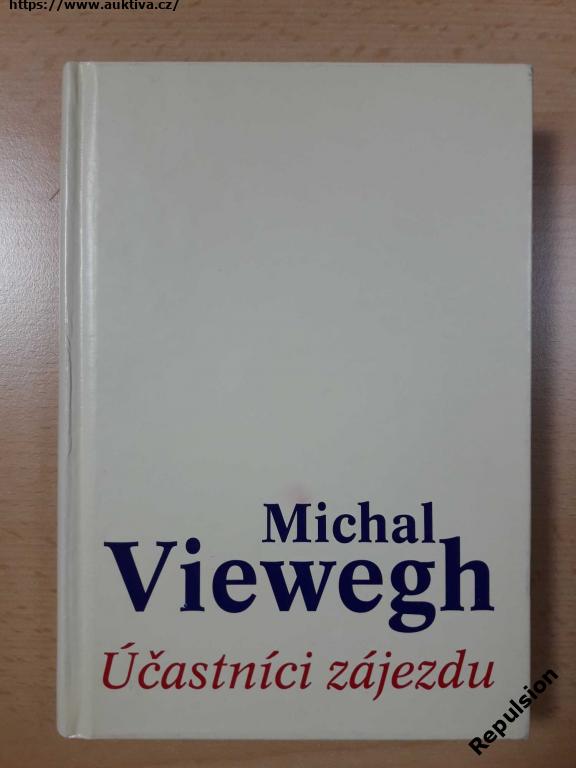 https://www.auktiva.cz/
Michal
Viewegh
Účastníci zájezdu
Repulsion